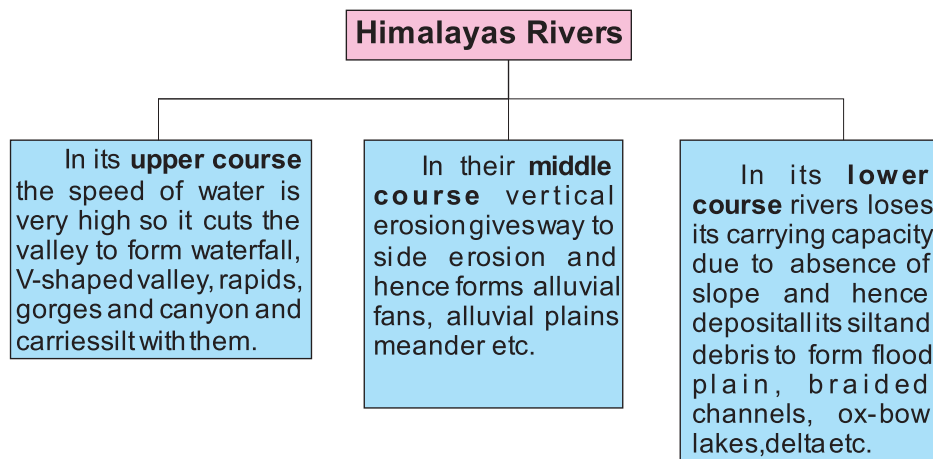 Himalayas Rivers
In its upper course
the speed of water is
very high so it cuts the
valley to form waterfall,
V-shaped valley, rapids,
gorges and canyon and
carriessilt with them.
In their middle
course vertical
erosion gives way to
side erosion and
hence forms alluvial
fans, alluvial plains
meander etc.
In its lower
course rivers loses
its carrying capacity
due to absence of
slope and hence
depositall its silt and
debris to form flood
plain, braided
channels, ox-bow
lakes,delta etc.